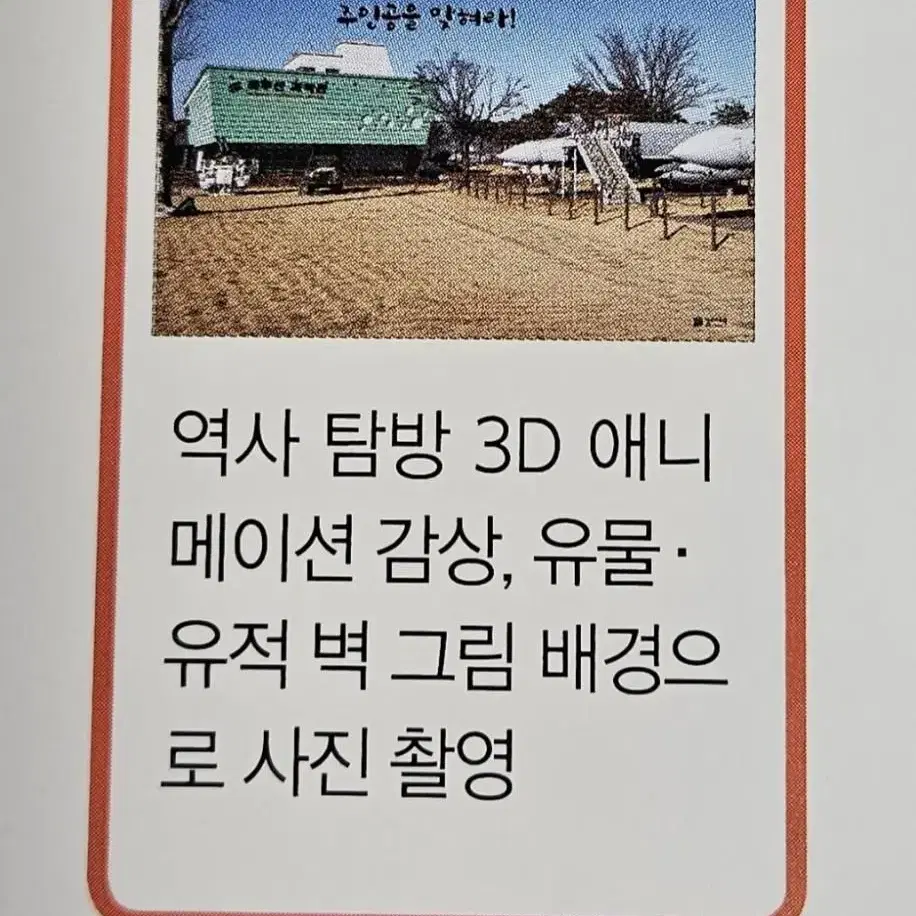 주인공을 맞혀라!
역사 탐방 3D 애니
메이션 감상, 유물·
유적 벽 그림 배경으
로 사진 촬영